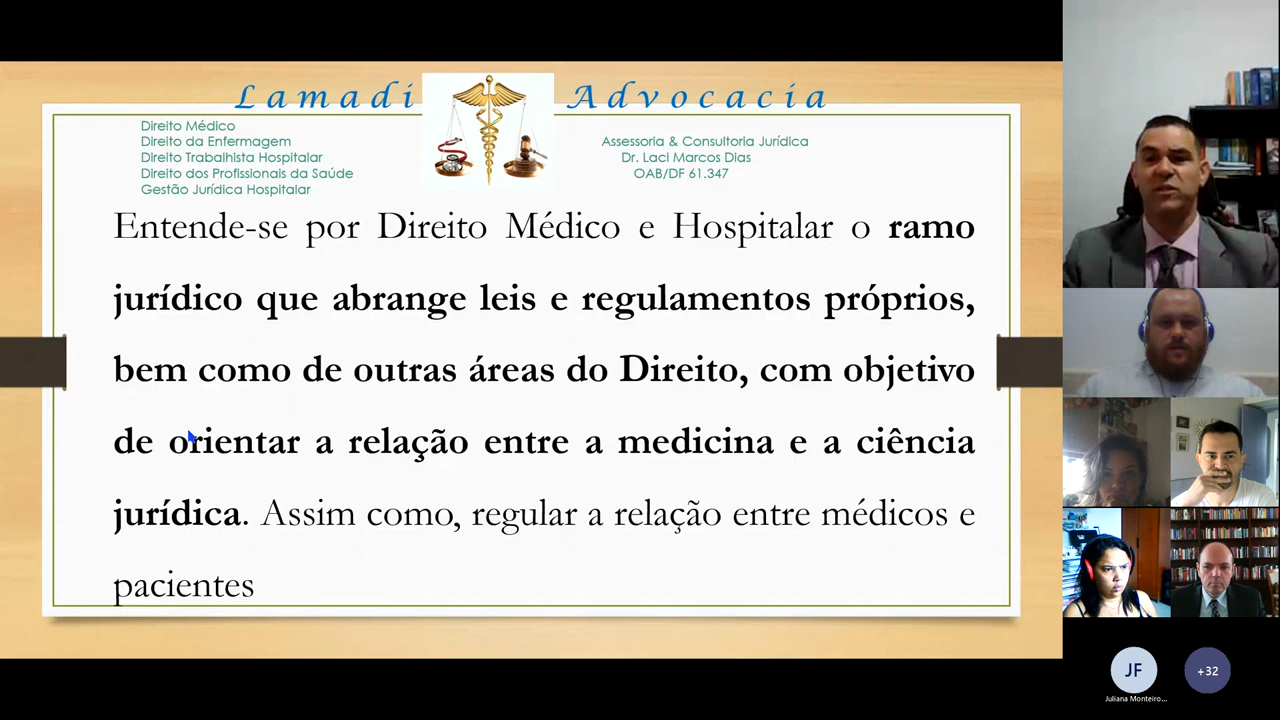 Lamadi Advocacia
Direito Médico
Direito da Enfermagem
Direito Trabalhista Hospitalar
Direito dos Profissionais da Saúde
Gestão Jurídica Hospitalar
Assessoria & Consultoria Jurídica
Dr. Laci Marcos Dias
OAB/DF 61.347
Entende-se por Direito Médico e Hospitalar o ramo
jurídico que abrange leis e regulamentos próprios,
bem como de outras áreas do Direito, com objetivo
de orientar a relação entre a medicina e a ciência
jurídica. Assim como, regular a relação entre médicos e
pacientes
JF
Juliana Monteiro...
+32